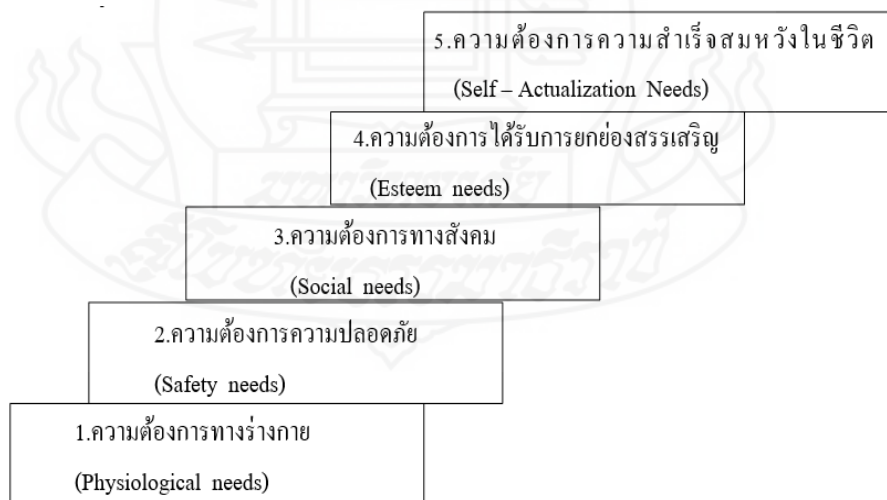 5.ความต้องการความสำเร็จสมหวังในชีวิต
(Self – Actualization Needs)
4.ความต้องการได้รับการยกย่องสรรเสริญ
(Esteem needs)
3.ความต้องการทางสังคม
(Social needs)
2.ความต้องการความปลอดภัย
(Safety needs)
1.ความต้องการทางร่างกาย
(Physiological needs)